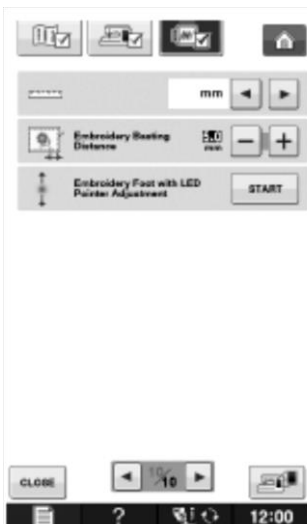 mm
Embroidery Basting
Distance
5.0
mm
Embroidery Foot with LED
Pointer Adjustment
START
10/10
CLOSE
?
i
12:00